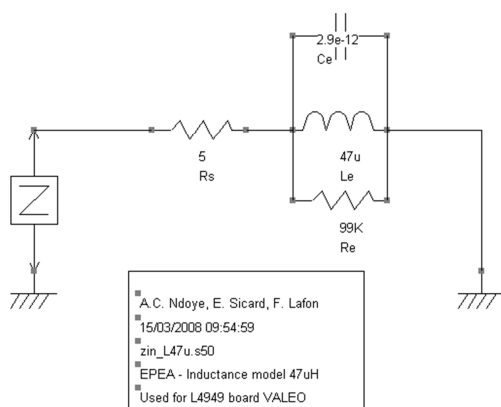 2.9e-12
Ce
5
Rs
47u
Le
99K
Re
Z
A.C. Ndoye, E. Sicard, F. Lafon
15/03/2008 09:54:59
zin_L47u.s50
EPEA - Inductance model 47uH
Used for L4949 board VALEO